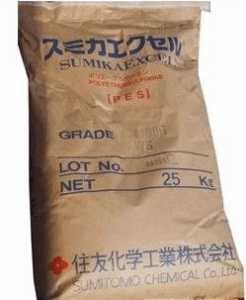 スミカエクセル
SUMIKAEXCEL
POLYETHERSULPHONE
[PES]
GRADE
LOT No.
NET 25 Kg
住友化学工業株式会社
SUMITOMO CHEMICAL Co., Ltd